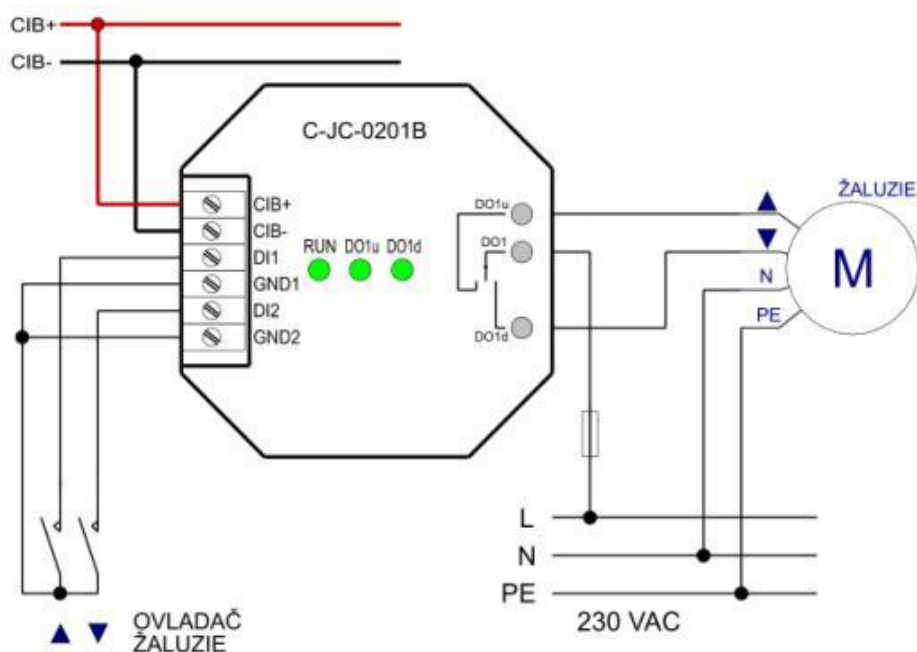 CIB+
CIB-
C-JC-0201B
CIB+
CIB-
DI1
GND1
DI2
GND2
RUN DO1u DO1d
DO1u
DO1
DO1d
ŽALUZIE
M
N
PE
L
N
PE
230 VAC
OVLADAČ
ŽALUZIE